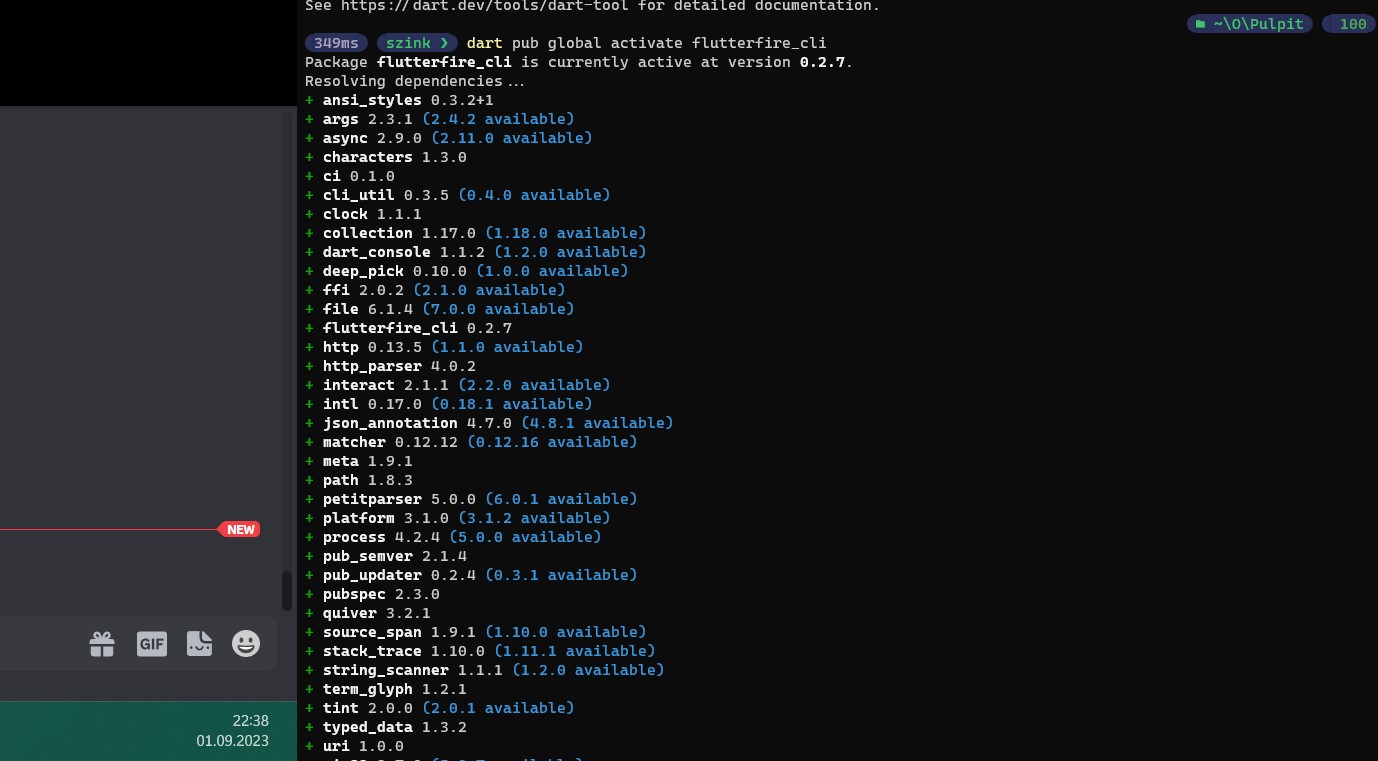 See https://dart.dev/tools/dart-tool for detailed documentation.
~\O\Pulpit 100
349ms szink ❯ dart pub global activate flutterfire_cli
Package flutterfire_cli is currently active at version 0.2.7.
Resolving dependencies...
+ ansi_styles 0.3.2+1
+ args 2.3.1 (2.4.2 available)
+ async 2.9.0 (2.11.0 available)
+ characters 1.3.0
+ ci 0.1.0
+ cli_util 0.3.5 (0.4.0 available)
+ clock 1.1.1
+ collection 1.17.0 (1.18.0 available)
+ dart_console 1.1.2 (1.2.0 available)
+ deep_pick 0.10.0 (1.0.0 available)
+ ffi 2.0.2 (2.1.0 available)
+ file 6.1.4 (7.0.0 available)
+ flutterfire_cli 0.2.7
+ http 0.13.5 (1.1.0 available)
+ http_parser 4.0.2
+ interact 2.1.1 (2.2.0 available)
+ intl 0.17.0 (0.18.1 available)
+ json_annotation 4.7.0 (4.8.1 available)
+ matcher 0.12.12 (0.12.16 available)
+ meta 1.9.1
+ path 1.8.3
+ petitparser 5.0.0 (6.0.1 available)
+ platform 3.1.0 (3.1.2 available)
+ process 4.2.4 (5.0.0 available)
+ pub_semver 2.1.4
+ pub_updater 0.2.4 (0.3.1 available)
+ pubspec 2.3.0
+ quiver 3.2.1
+ source_span 1.9.1 (1.10.0 available)
+ stack_trace 1.10.0 (1.11.1 available)
+ string_scanner 1.1.1 (1.2.0 available)
+ term_glyph 1.2.1
+ tint 2.0.0 (2.0.1 available)
+ typed_data 1.3.2
+ uri 1.0.0
NEW
GIF
22:38
01.09.2023